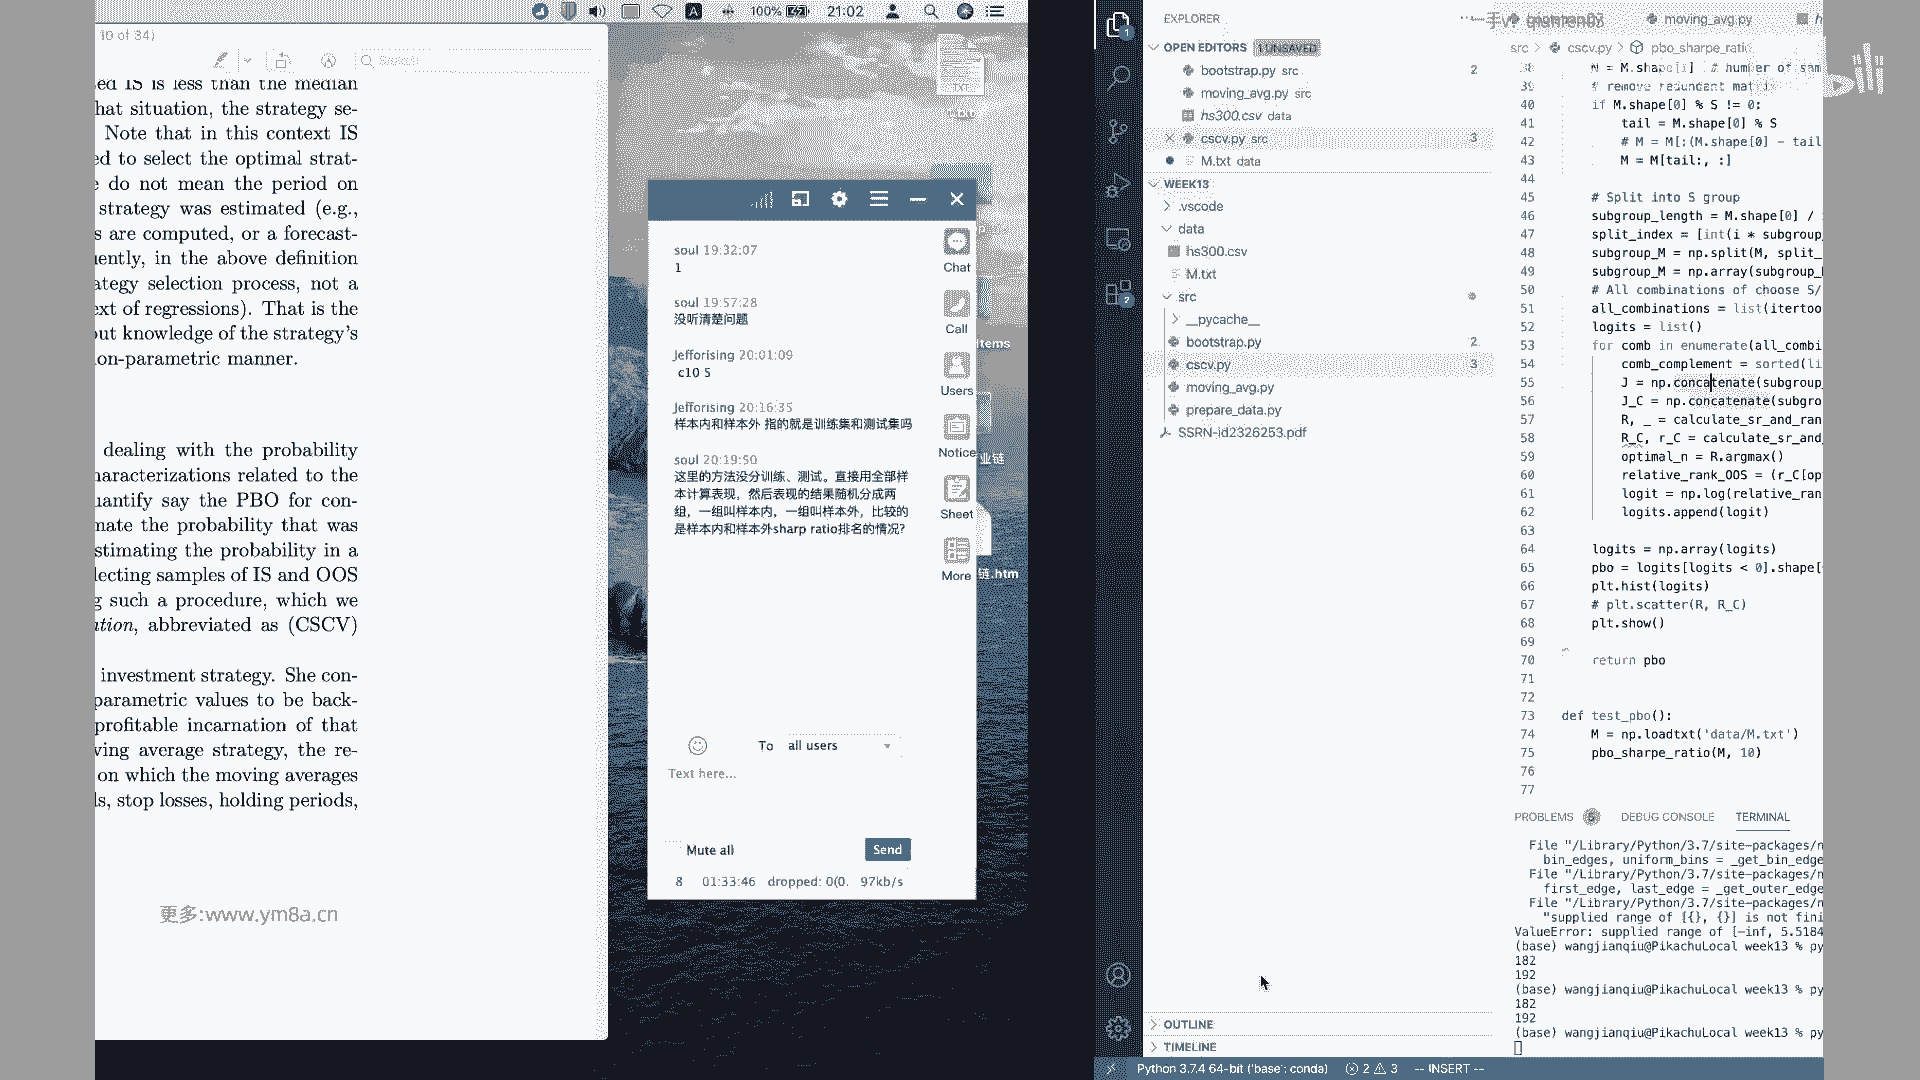 100%
21:02
10 of 34)
Search
ed IS is less than the median
hat situation, the strategy se-
Note that in this context IS
ed to select the optimal strat-
e do not mean the period on
strategy was estimated (e.g.,
s are computed, or a forecast-
uently, in the above definition
ategy selection process, not a
ext of regressions). That is the
out knowledge of the strategy's
on-parametric manner.
dealing with the probability
haracterizations related to the
uantify say the PBO for con-
mate the probability that was
stimating the probability in a
lecting samples of IS and OOS
g such a procedure, which we
ation, abbreviated as (CSCV)
investment strategy. She con-
parametric values to be back-
profitable incarnation of that
ving average strategy, the re-
on which the moving averages
ls, stop losses, holding periods,
更多:www.ym8a.cn
soul 19:32:07
1
soul 19:57:28
没听清楚问题
Jefforising 20:01:09
c10 5
Jefforising 20:16:35
样本内和样本外 指的就是训练集和测试集吗
soul 20:19:50
这里的方法没分训练、测试。直接用全部样
本计算表现，然后表现的结果随机分成两
组，一组叫样本内，一组叫样本外，比较的
是样本内和样本外sharp ratio排名的情况?
Chat
Call
Users
Notice
Sheet
More
To all users
Text here...
Mute all
Send
8 01:33:46 dropped: 0(0. 97kb/s
tems
业链
链.htm
EXPLORER
OPEN EDITORS 1 UNSAVED
bootstrap.py src 2
moving_avg.py src
hs300.csv data
cscv.py src 3
M.txt data
WEEK13
.vscode
data
hs300.csv
M.txt
src
__pycache__
bootstrap.py 2
cscv.py 3
moving_avg.py
prepare_data.py
SSRN-id2326253.pdf
OUTLINE
TIMELINE
bootstrap.py
moving_avg.py
src > cscv.py > pbo_sharpe_ratio
38 N = M.shape[1] # number of sam
39 # remove redundant matri
40 if M.shape[0] % S != 0:
41 tail = M.shape[0] % S
42 # M = M[:(M.shape[0] - tail
43 M = M[tail:, :]
44
45 # Split into S group
46 subgroup_length = M.shape[0] /
47 split_index = [int(i * subgroup_
48 subgroup_M = np.split(M, split_
49 subgroup_M = np.array(subgroup_
50 # All combinations of choose S/
51 all_combinations = list(itertoo
52 logits = list()
53 for comb in enumerate(all_combi
54 comb_complement = sorted(li
55 J = np.concatenate(subgroup_
56 J_C = np.concatenate(subgro
57 R, _ = calculate_sr_and_ran
58 R_C, r_C = calculate_sr_and_
59 optimal_n = R.argmax()
60 relative_rank_OOS = (r_C[op
61 logit = np.log(relative_ran
62 logits.append(logit)
63
64 logits = np.array(logits)
65 pbo = logits[logits < 0].shape[
66 plt.hist(logits)
67 # plt.scatter(R, R_C)
68 plt.show()
69
70 return pbo
71
72
73 def test_pbo():
74 M = np.loadtxt('data/M.txt')
75 pbo_sharpe_ratio(M, 10)
76
77
PROBLEMS 5 DEBUG CONSOLE TERMINAL
File "/Library/Python/3.7/site-packages/n
bin_edges, uniform_bins = _get_bin_edge
File "/Library/Python/3.7/site-packages/n
first_edge, last_edge = _get_outer_edge
File "/Library/Python/3.7/site-packages/n
"supplied range of [{}, {}] is not fini
ValueError: supplied range of [-inf, 5.5184
(base) wangjianqiu@PikachuLocal week13 % py
182
192
(base) wangjianqiu@PikachuLocal week13 % py
182
192
(base) wangjianqiu@PikachuLocal week13 % py
Python 3.7.4 64-bit ('base': conda) 2 3 -- INSERT --